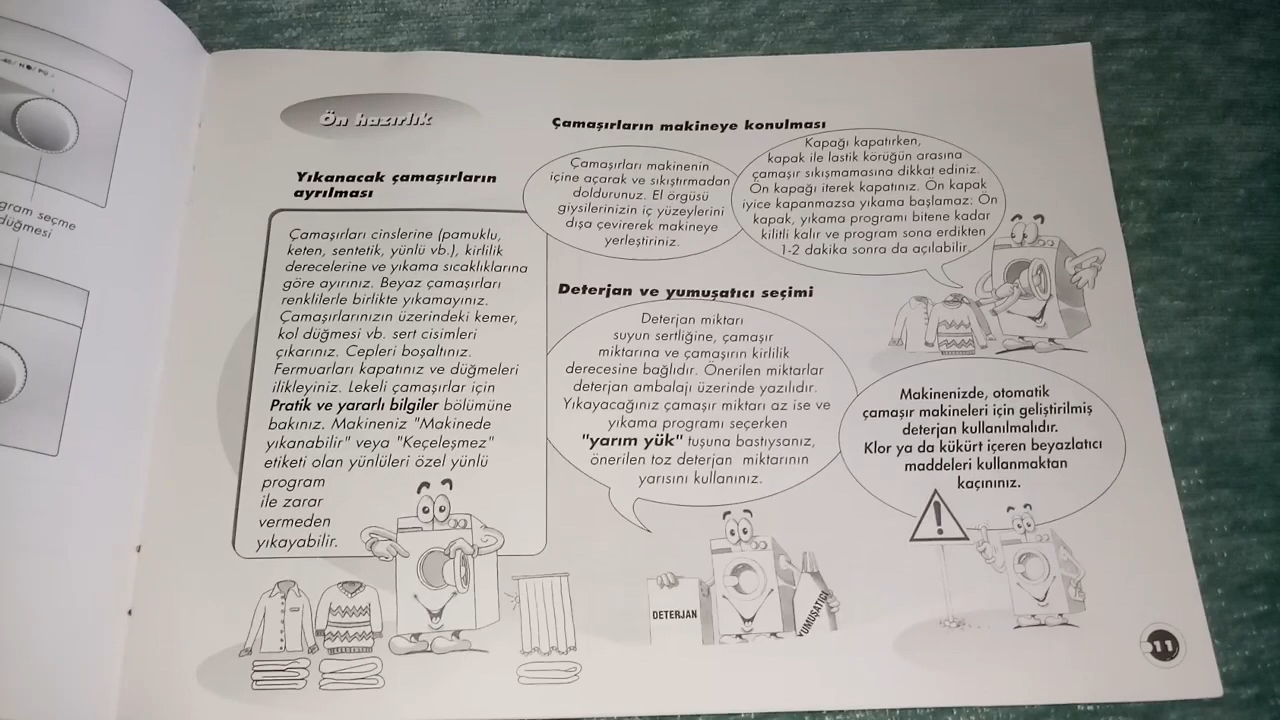 gram seçme
düğmesi
Ön hazırlık
Yıkanacak çamaşırların
ayrılması
Çamaşırları cinslerine (pamuklu,
keten, sentetik, yünlü vb.), kirlilik
derecelerine ve yıkama sıcaklıklarına
göre ayırınız. Beyaz çamaşırları
renklilerle birlikte yıkamayınız.
Çamaşırlarınızın üzerindeki kemer,
kol düğmesi vb. sert cisimleri
çıkarınız. Cepleri boşaltınız.
Fermuarları kapatınız ve düğmeleri
ilikleyiniz. Lekeli çamaşırlar için
Pratik ve yararlı bilgiler bölümüne
bakınız. Makineniz "Makinede
yıkanabilir" veya "Keçeleşmez"
etiketi olan yünlüleri özel yünlü
program
ile zarar
vermeden
yıkayabilir.
Çamaşırların makineye konulması
Çamaşırları makinenin
içine açarak ve sıkıştırmadan
doldurunuz. El örgüsü
giysilerinizin iç yüzeylerini
dışa çevirerek makineye
yerleştiriniz.
Kapağı kapatırken,
kapak ile lastik körüğün arasına
çamaşır sıkışmamasına dikkat ediniz.
Ön kapağı iterek kapatınız. Ön kapak
iyice kapanmazsa yıkama başlamaz: Ön
kapak, yıkama programı bitene kadar
kilitli kalır ve program sona erdikten
1-2 dakika sonra da açılabilir.
Deterjan ve yumuşatıcı seçimi
Deterjan miktarı
suyun sertliğine, çamaşır
miktarına ve çamaşırın kirlilik
derecesine bağlıdır. Önerilen miktarlar
deterjan ambalajı üzerinde yazılıdır.
Yıkayacağınız çamaşır miktarı az ise ve
yıkama programı seçerken
"yarım yük" tuşuna bastıysanız,
önerilen toz deterjan miktarının
yarısını kullanınız.
Makinenizde, otomatik
çamaşır makineleri için geliştirilmiş
deterjan kullanılmalıdır.
Klor ya da kükürt içeren beyazlatıcı
maddeleri kullanmaktan
kaçınınız.
DETERJAN
YUMUŞATICI
11